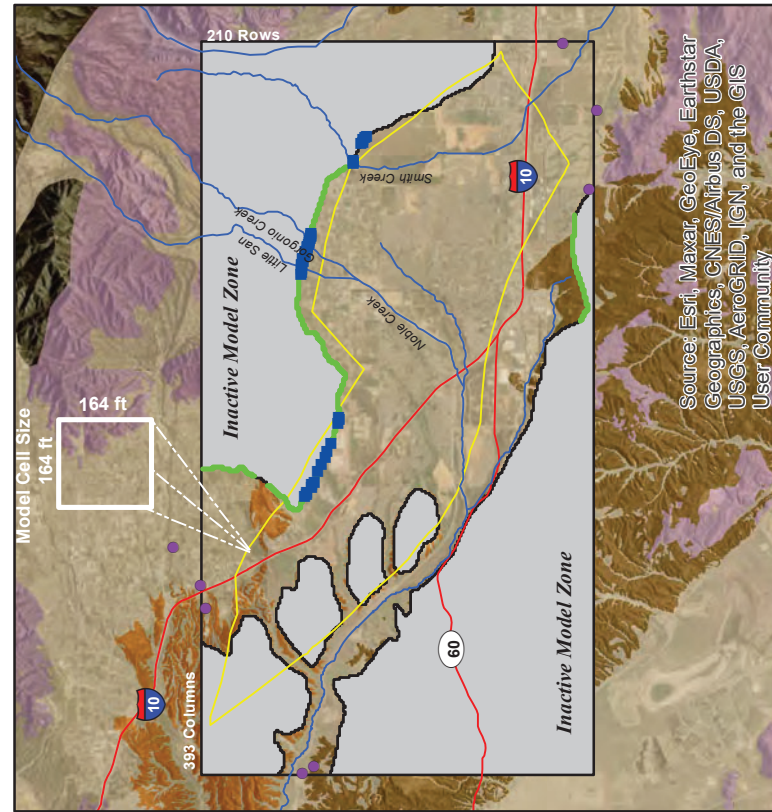 Model Cell Size
164 ft
164 ft
210 Rows
393 Columns
Inactive Model Zone
Inactive Model Zone
Little San
Gorgonio Creek
Smith Creek
Noble Creek
10
10
60
Source: Esri, Maxar, GeoEye, Earthstar
Geographics, CNES/Airbus DS, USDA,
USGS, AeroGRID, IGN, and the GIS
User Community